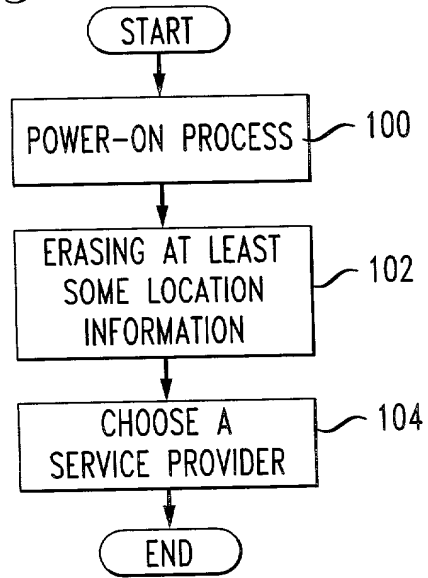 START
POWER-ON PROCESS
100
ERASING AT LEAST
SOME LOCATION
INFORMATION
102
CHOOSE A
SERVICE PROVIDER
104
END